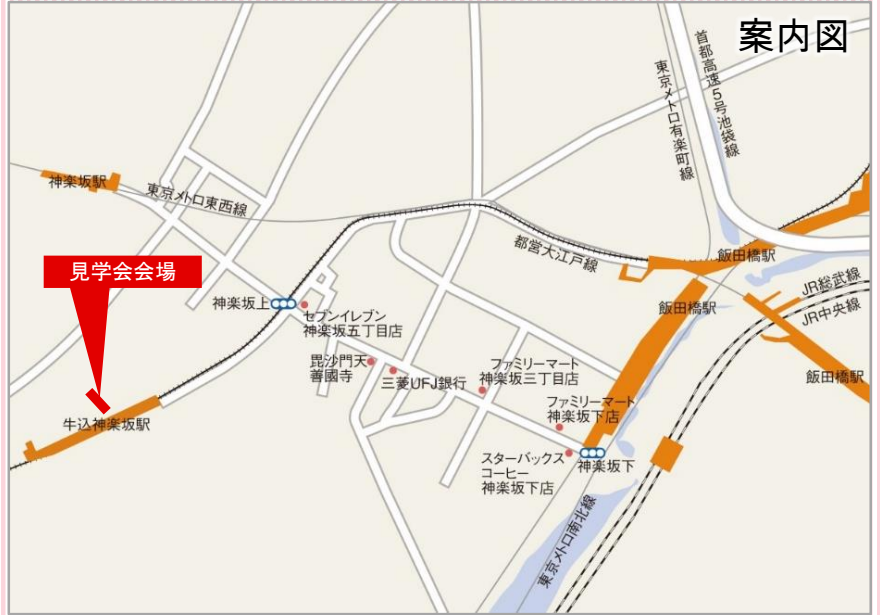 案内図
首都高速5号池袋線
東京メトロ有楽町線
神楽坂駅
東京メトロ東西線
都営大江戸線
飯田橋駅
見学会会場
神楽坂上
セブンイレブン
神楽坂五丁目店
飯田橋駅
JR総武線
JR中央線
毘沙門天
善國寺
三菱UFJ銀行
ファミリーマート
神楽坂三丁目店
飯田橋駅
ファミリーマート
神楽坂下店
牛込神楽坂駅
スターバックス
コーヒー
神楽坂下店
神楽坂下
東京メトロ南北線